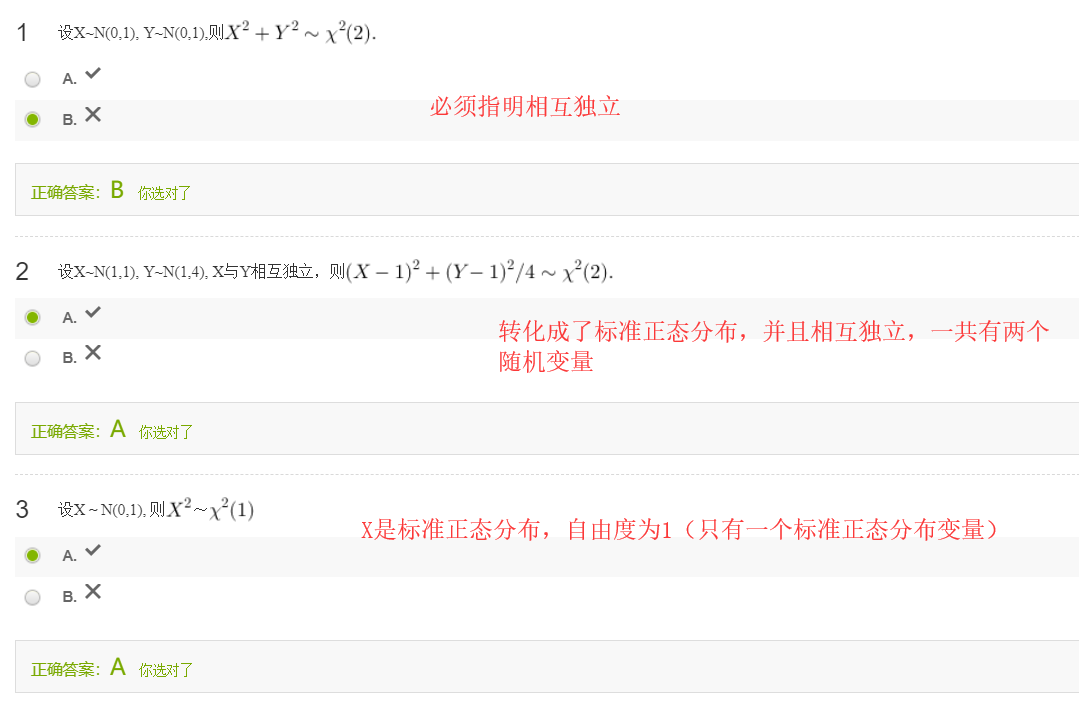 1 设X~N(0,1), Y~N(0,1),则X² + Y² ∼ χ²(2).
A. ✔
必须指明相互独立
B. ✕
正确答案：B 你选对了
2 设X~N(1,1), Y~N(1,4), X与Y相互独立，则(X − 1)² + (Y − 1)²/4 ∼ χ²(2).
A. ✔
转化成了标准正态分布，并且相互独立，一共有两个
随机变量
B. ✕
正确答案：A 你选对了
3 设X ~ N(0,1), 则X²～χ²(1)
X是标准正态分布，自由度为1（只有一个标准正态分布变量）
A. ✔
B. ✕
正确答案：A 你选对了